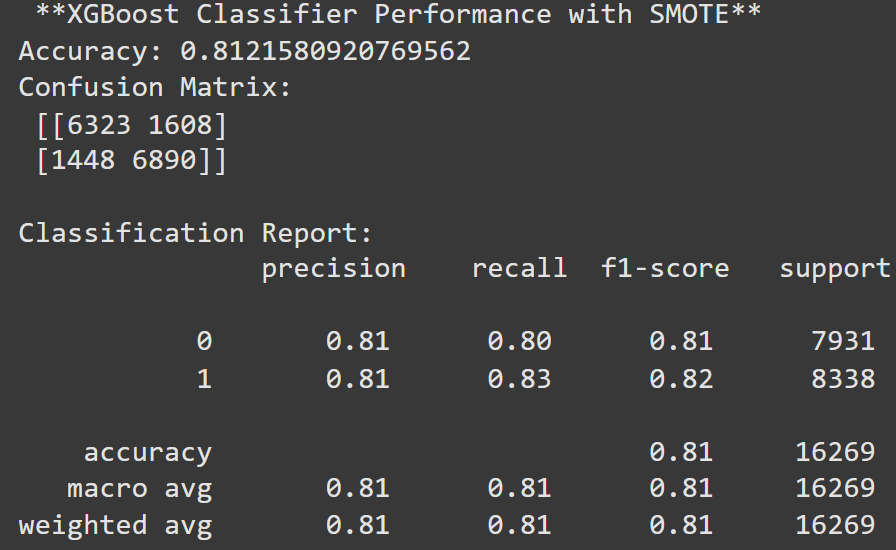 **XGBoost Classifier Performance with SMOTE**
Accuracy: 0.8121580920769562
Confusion Matrix:
[[6323 1608]
[1448 6890]]
Classification Report:
precision recall f1-score support
0 0.81 0.80 0.81 7931
1 0.81 0.83 0.82 8338
accuracy 0.81 16269
macro avg 0.81 0.81 0.81 16269
weighted avg 0.81 0.81 0.81 16269